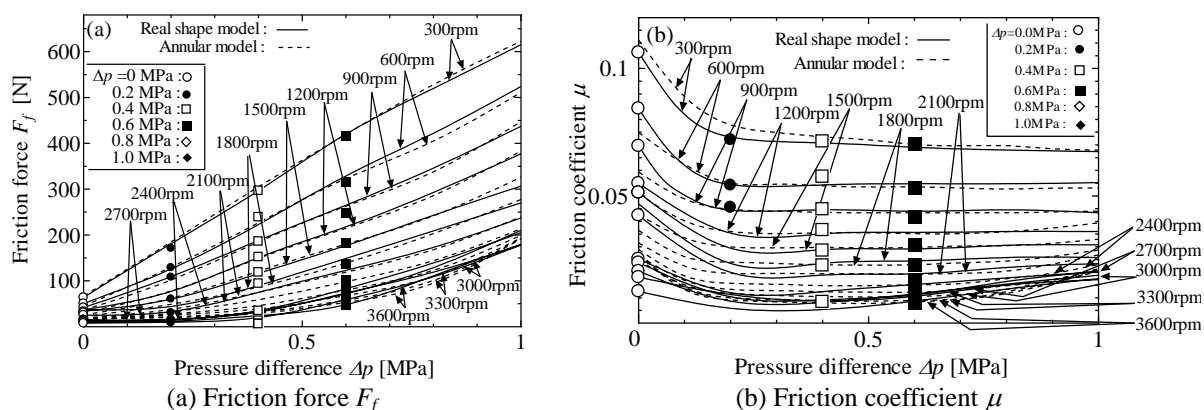 (a)
Real shape model :
Annular model :
300rpm
600rpm
900rpm
1200rpm
1500rpm
1800rpm
2100rpm
2400rpm
2700rpm
3000rpm
3300rpm
3600rpm
Δp =0 MPa :
0.2 MPa :
0.4 MPa :
0.6 MPa :
0.8 MPa :
1.0 MPa :
600
500
400
300
200
100
0
0.5
1
Friction force F_f [N]
Pressure difference Δp [MPa]
(a) Friction force F_f
(b)
Real shape model :
Annular model :
300rpm
600rpm
900rpm
1200rpm
1500rpm
1800rpm
2100rpm
2400rpm
2700rpm
3000rpm
3300rpm
3600rpm
Δp=0.0MPa :
0.2MPa :
0.4MPa :
0.6MPa :
0.8MPa :
1.0MPa :
0.1
0.05
0
0.5
1
Friction coefficient μ
Pressure difference Δp [MPa]
(b) Friction coefficient μ